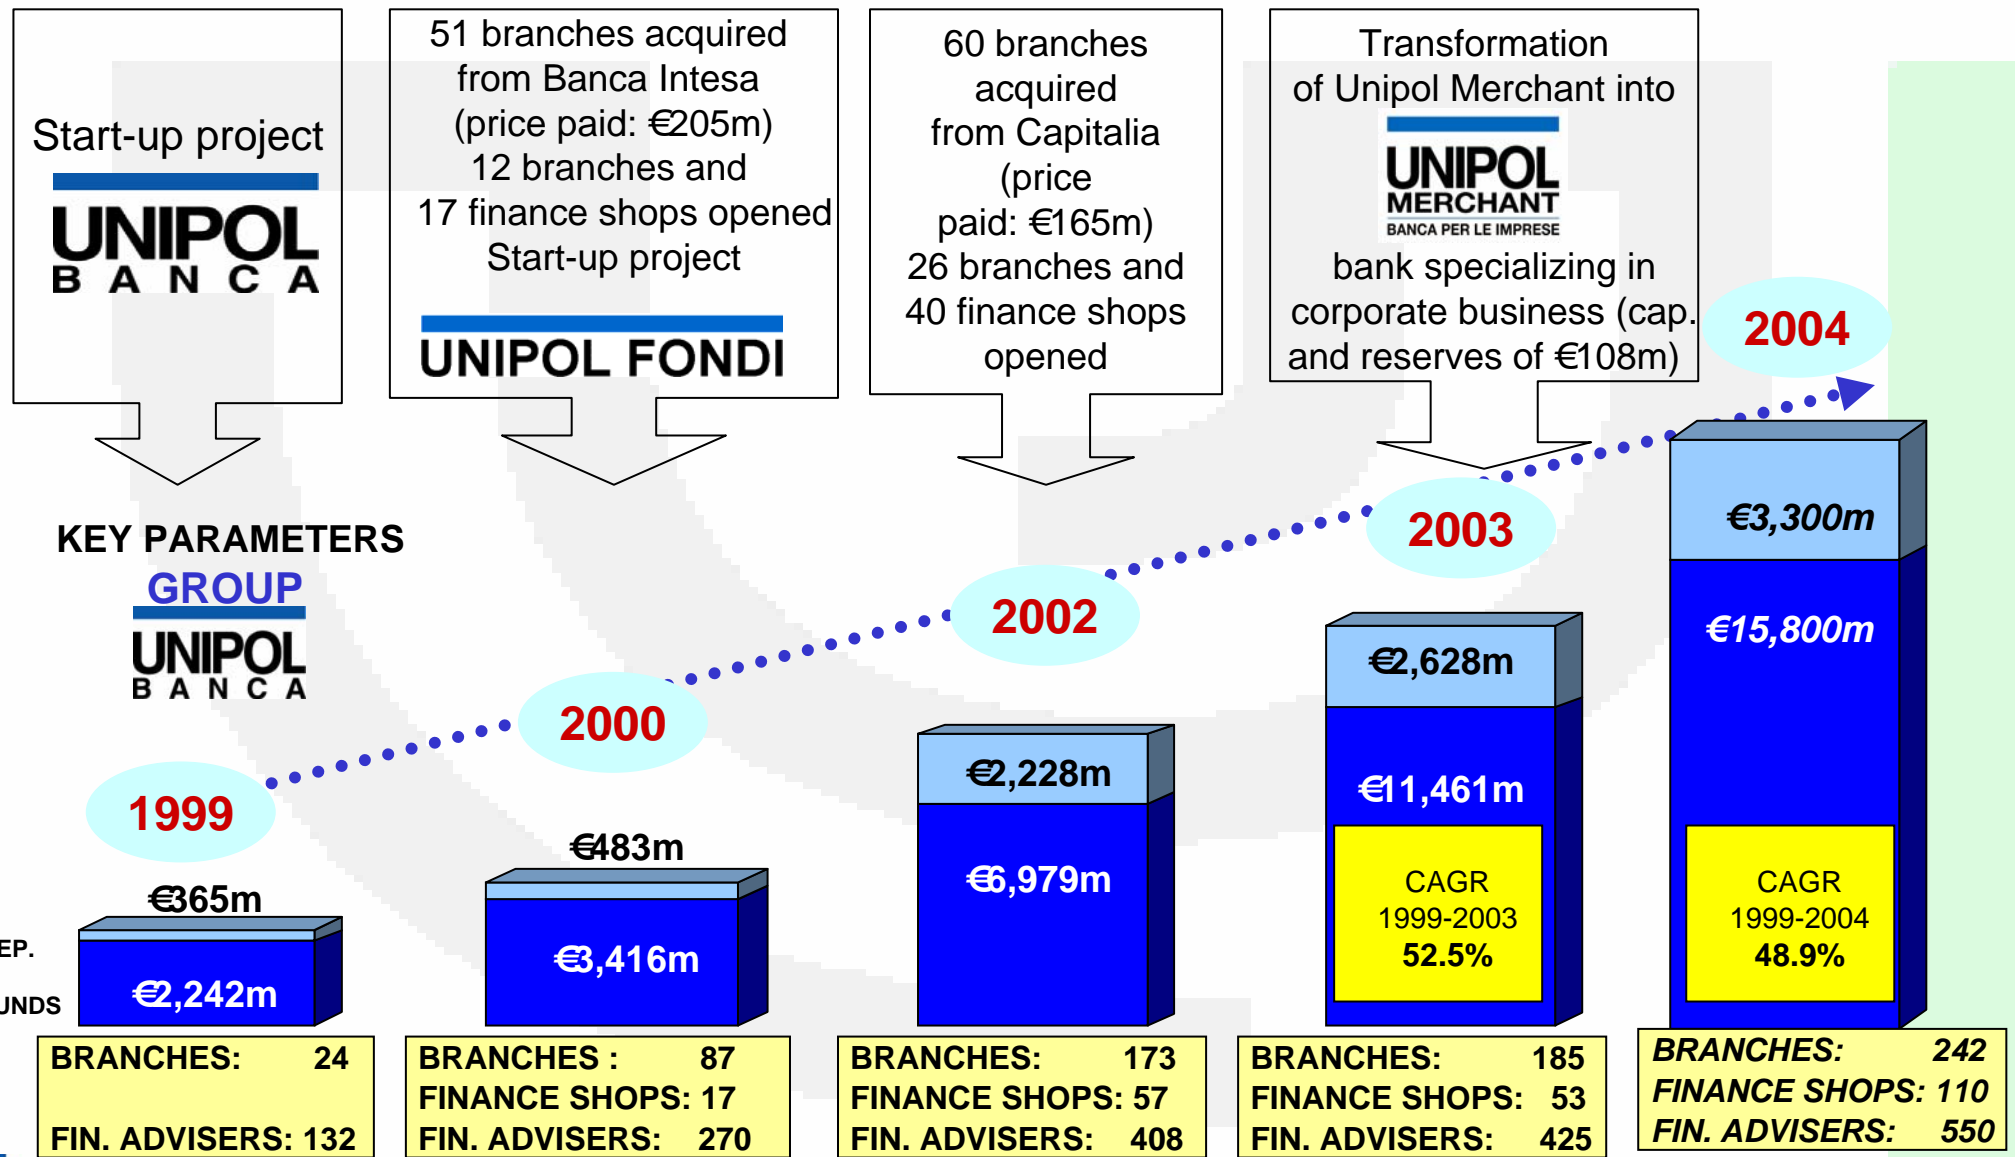 Start-up project
UNIPOL
BANCA
51 branches acquired
from Banca Intesa
(price paid: €205m)
12 branches and
17 finance shops opened
Start-up project
UNIPOL FONDI
60 branches
acquired
from Capitalia
(price
paid: €165m)
26 branches and
40 finance shops
opened
Transformation
of Unipol Merchant into
UNIPOL
MERCHANT
BANCA PER LE IMPRESE
bank specializing in
corporate business (cap.
and reserves of €108m)
2004
2003
2002
2000
1999
KEY PARAMETERS
GROUP
UNIPOL
BANCA
€365m
€2,242m
€483m
€3,416m
€2,228m
€6,979m
€2,628m
€11,461m
CAGR
1999-2003
52.5%
€3,300m
€15,800m
CAGR
1999-2004
48.9%
EP.
UNDS
BRANCHES: 24
FIN. ADVISERS: 132
BRANCHES : 87
FINANCE SHOPS: 17
FIN. ADVISERS: 270
BRANCHES: 173
FINANCE SHOPS: 57
FIN. ADVISERS: 408
BRANCHES: 185
FINANCE SHOPS: 53
FIN. ADVISERS: 425
BRANCHES: 242
FINANCE SHOPS: 110
FIN. ADVISERS: 550